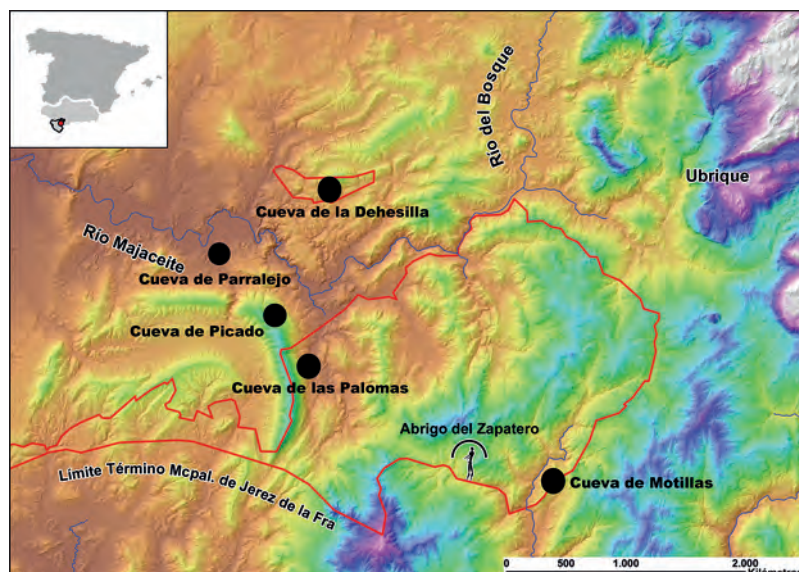 Río del Bosque
Ubrique
Cueva de la Dehesilla
Río Majaceite
Cueva de Parralejo
Cueva de Picado
Cueva de las Palomas
Abrigo del Zapatero
Límite Término Mcpal. de Jerez de la Fra
Cueva de Motillas
0 500 1.000 2.000